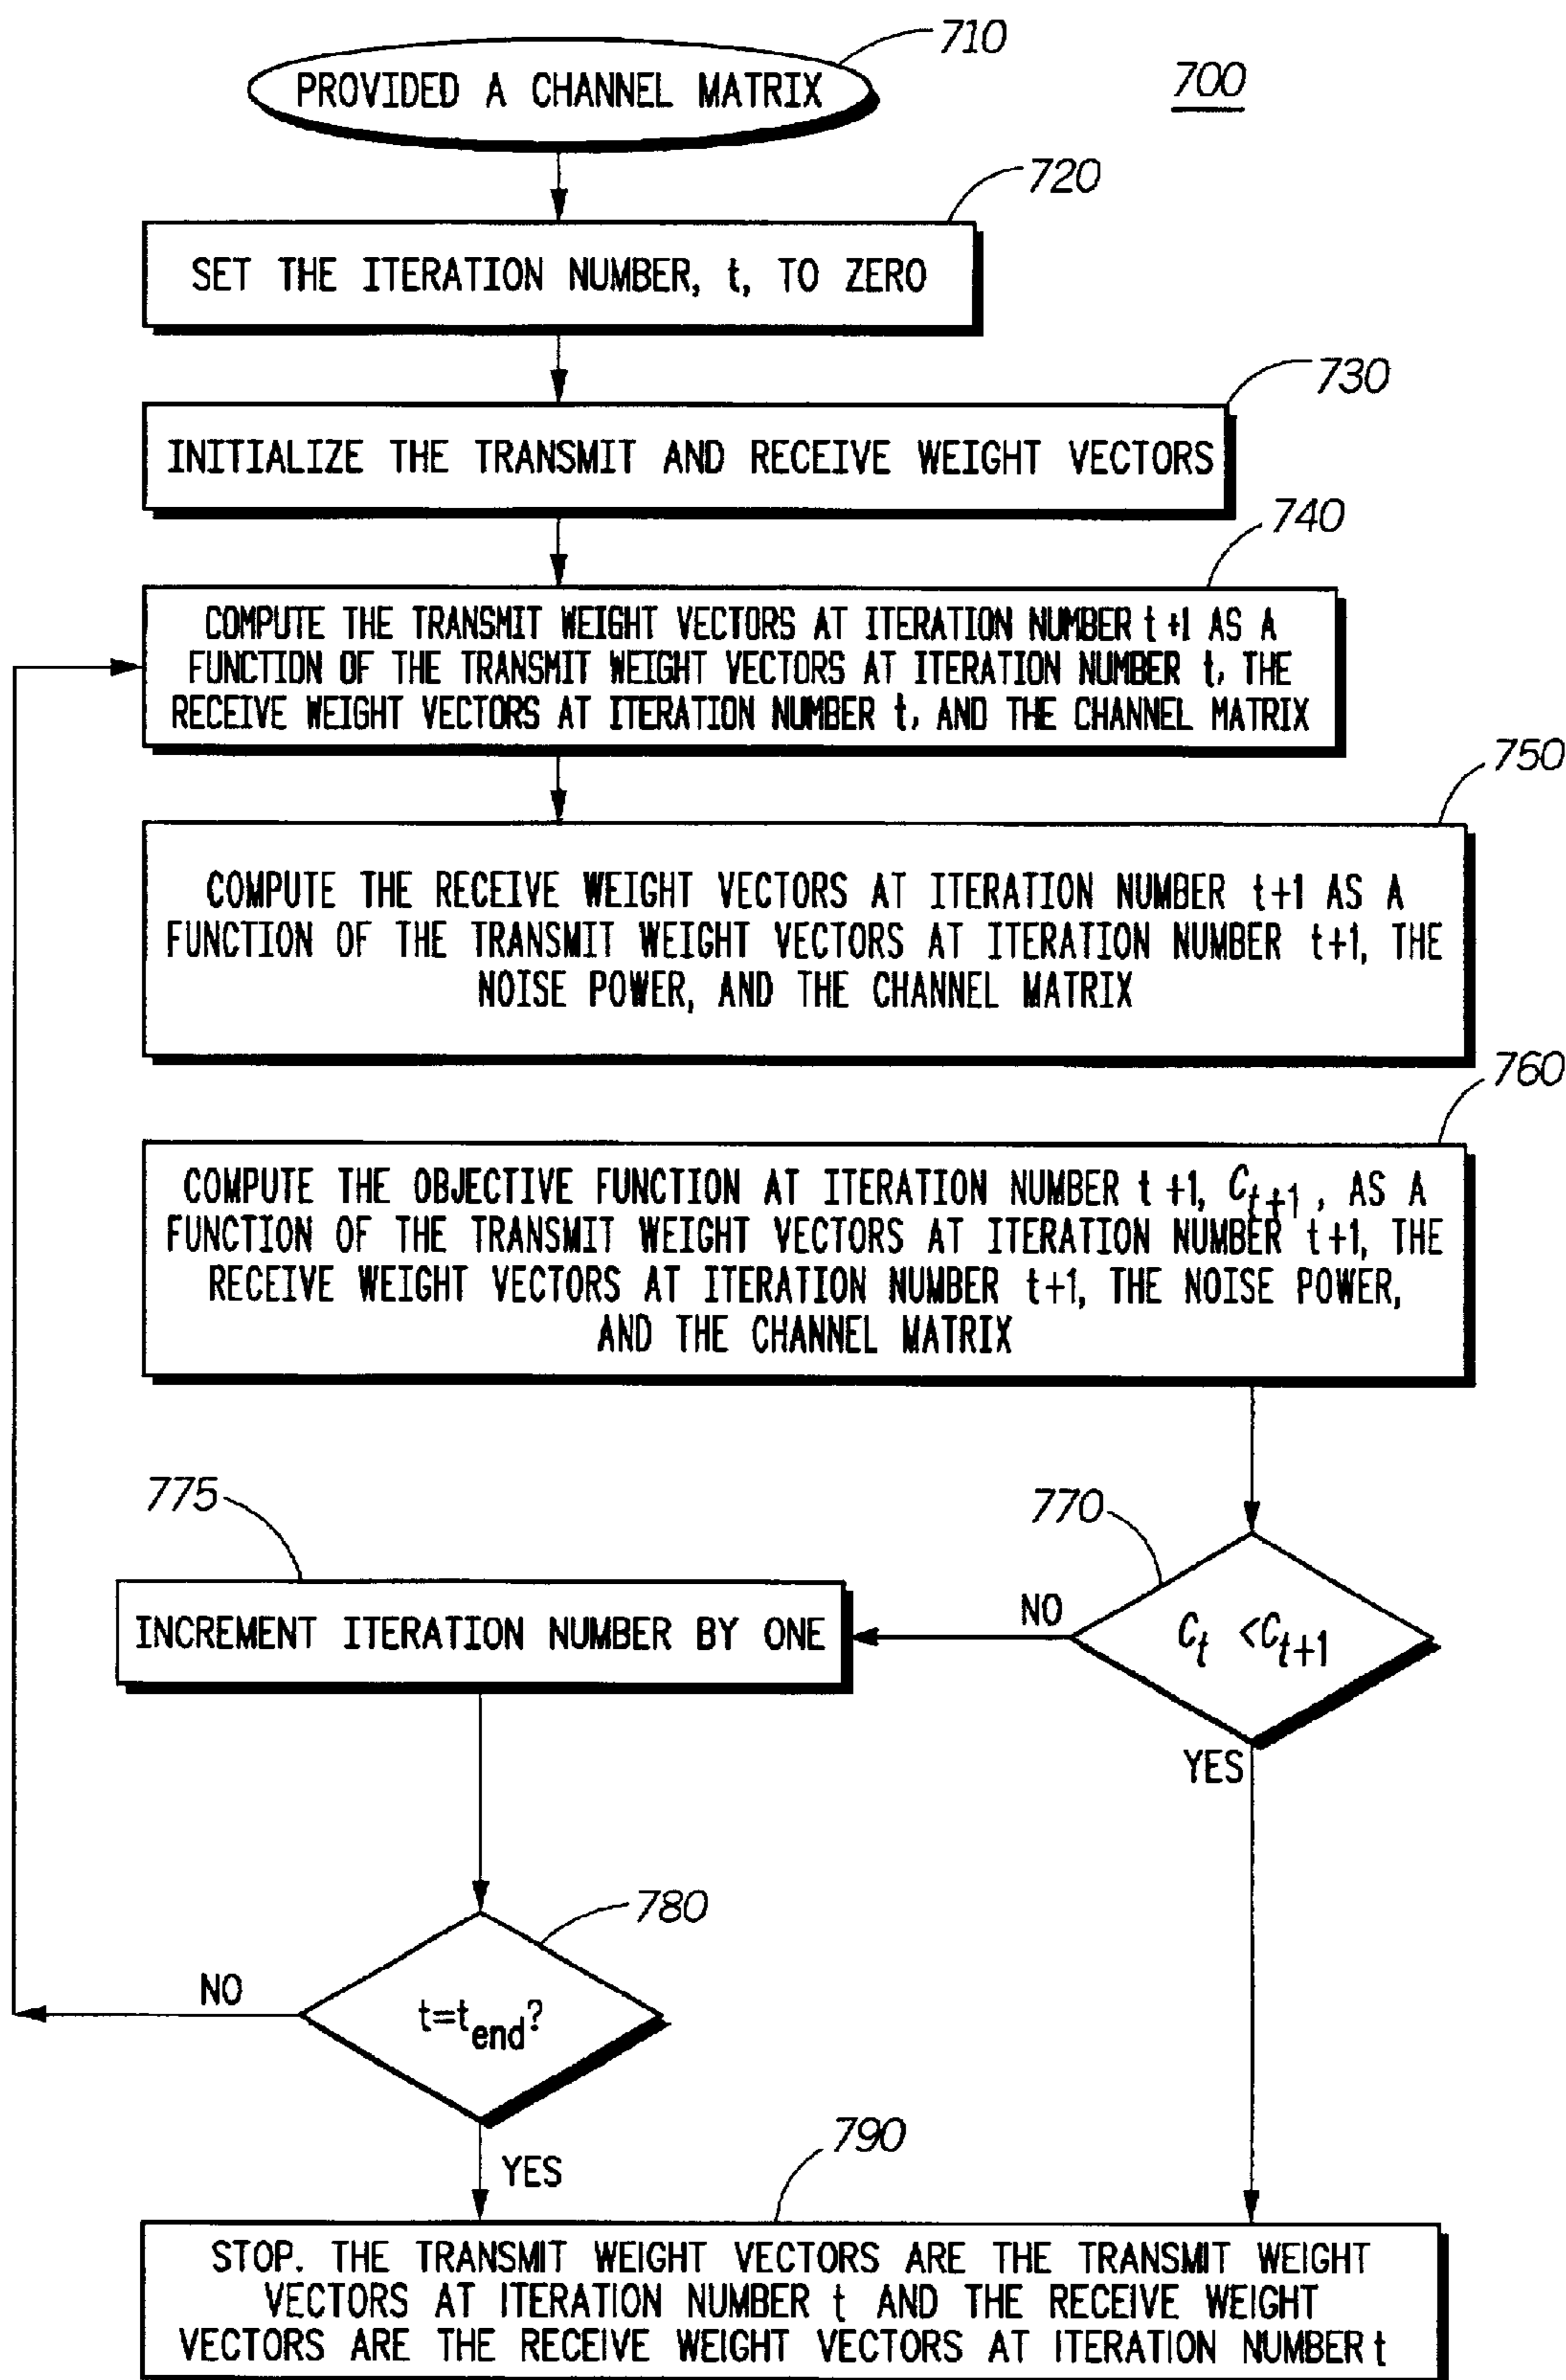 710
PROVIDED A CHANNEL MATRIX
700
720
SET THE ITERATION NUMBER, t, TO ZERO
730
INITIALIZE THE TRANSMIT AND RECEIVE WEIGHT VECTORS
740
COMPUTE THE TRANSMIT WEIGHT VECTORS AT ITERATION NUMBER t +1 AS A
FUNCTION OF THE TRANSMIT WEIGHT VECTORS AT ITERATION NUMBER t, THE
RECEIVE WEIGHT VECTORS AT ITERATION NUMBER t, AND THE CHANNEL MATRIX
750
COMPUTE THE RECEIVE WEIGHT VECTORS AT ITERATION NUMBER t+1 AS A
FUNCTION OF THE TRANSMIT WEIGHT VECTORS AT ITERATION NUMBER t+1, THE
NOISE POWER, AND THE CHANNEL MATRIX
760
COMPUTE THE OBJECTIVE FUNCTION AT ITERATION NUMBER t +1, C_{t+1}, AS A
FUNCTION OF THE TRANSMIT WEIGHT VECTORS AT ITERATION NUMBER t+1, THE
RECEIVE WEIGHT VECTORS AT ITERATION NUMBER t+1, THE NOISE POWER,
AND THE CHANNEL MATRIX
775
770
INCREMENT ITERATION NUMBER BY ONE
NO
C_t <C_{t+1}
YES
780
NO
t=t_{end}?
YES
790
STOP. THE TRANSMIT WEIGHT VECTORS ARE THE TRANSMIT WEIGHT
VECTORS AT ITERATION NUMBER t AND THE RECEIVE WEIGHT
VECTORS ARE THE RECEIVE WEIGHT VECTORS AT ITERATION NUMBER t